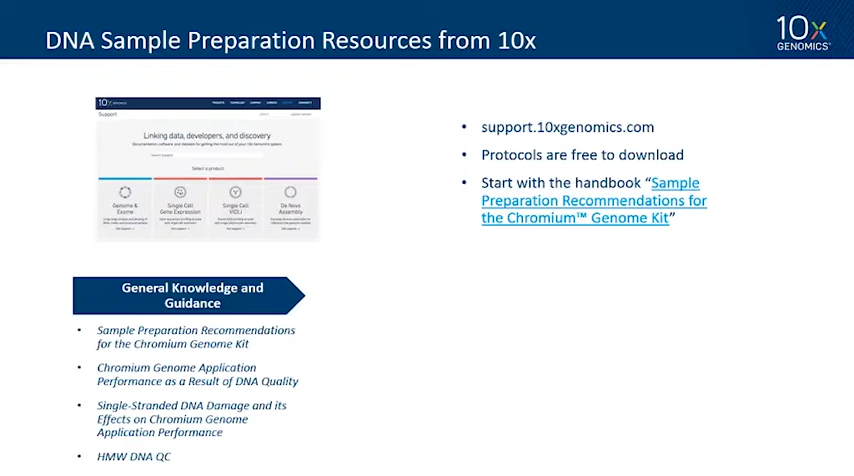 DNA Sample Preparation Resources from 10x
10x
GENOMICS
10x
Support
Linking data, developers, and discovery
Select a product
Genome &
Exome
Single Cell
Gene Expression
Single Cell
V(D)J
De Novo
Assembly
• support.10xgenomics.com
• Protocols are free to download
• Start with the handbook “Sample
Preparation Recommendations for
the Chromium™ Genome Kit”
General Knowledge and
Guidance
• Sample Preparation Recommendations
for the Chromium Genome Kit
• Chromium Genome Application
Performance as a Result of DNA Quality
• Single-Stranded DNA Damage and its
Effects on Chromium Genome
Application Performance
• HMW DNA QC